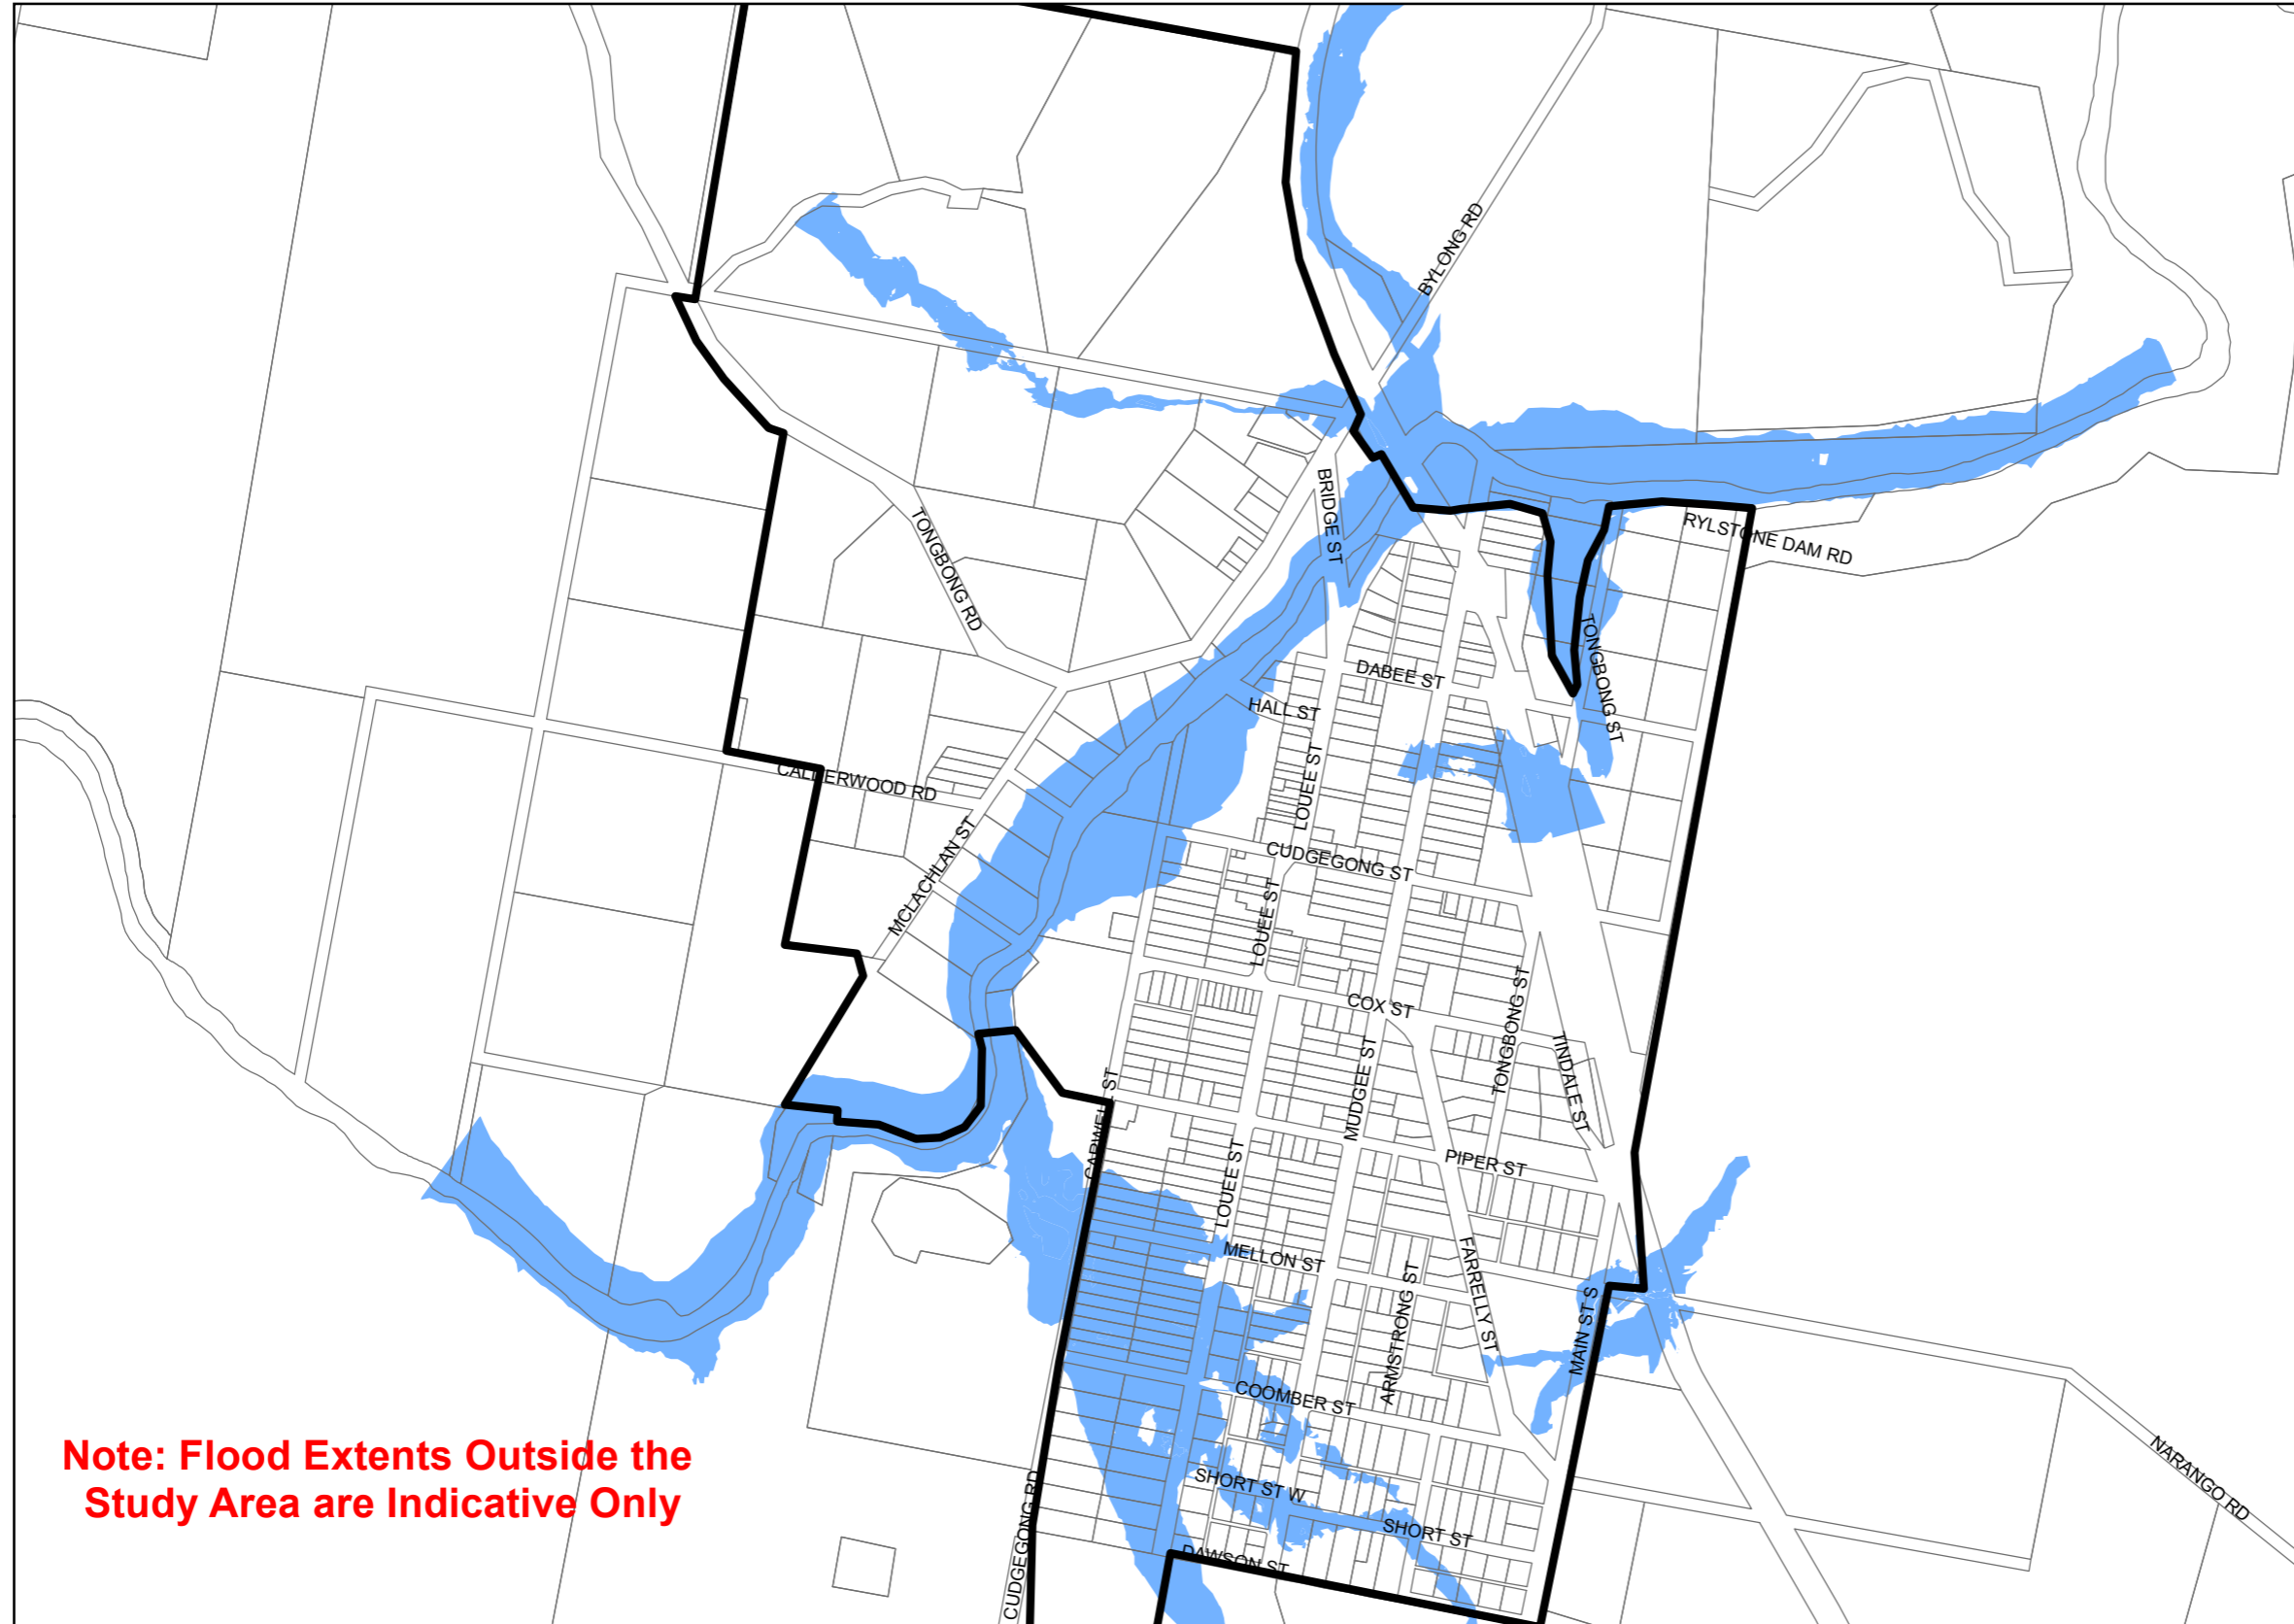 BYLONG RD
BRIDGE ST
TONGBONG RD
RYLSTONE DAM RD
TONGBONG ST
DABEE ST
HALL ST
LOUEE ST
CALDERWOOD RD
MCLACHLAN ST
CUDGEGONG ST
LOUEE ST
COX ST
TONGBONG ST
TINDALE ST
MUDGEE ST
CARWELL ST
PIPER ST
LOUEE ST
MELLON ST
FARRELLY ST
ARMSTRONG ST
MAIN ST S
COOMBER ST
Note: Flood Extents Outside the
Study Area are Indicative Only
NARANGO RD
CUDGEGONG RD
SHORT ST W
SHORT ST
DAWSON ST